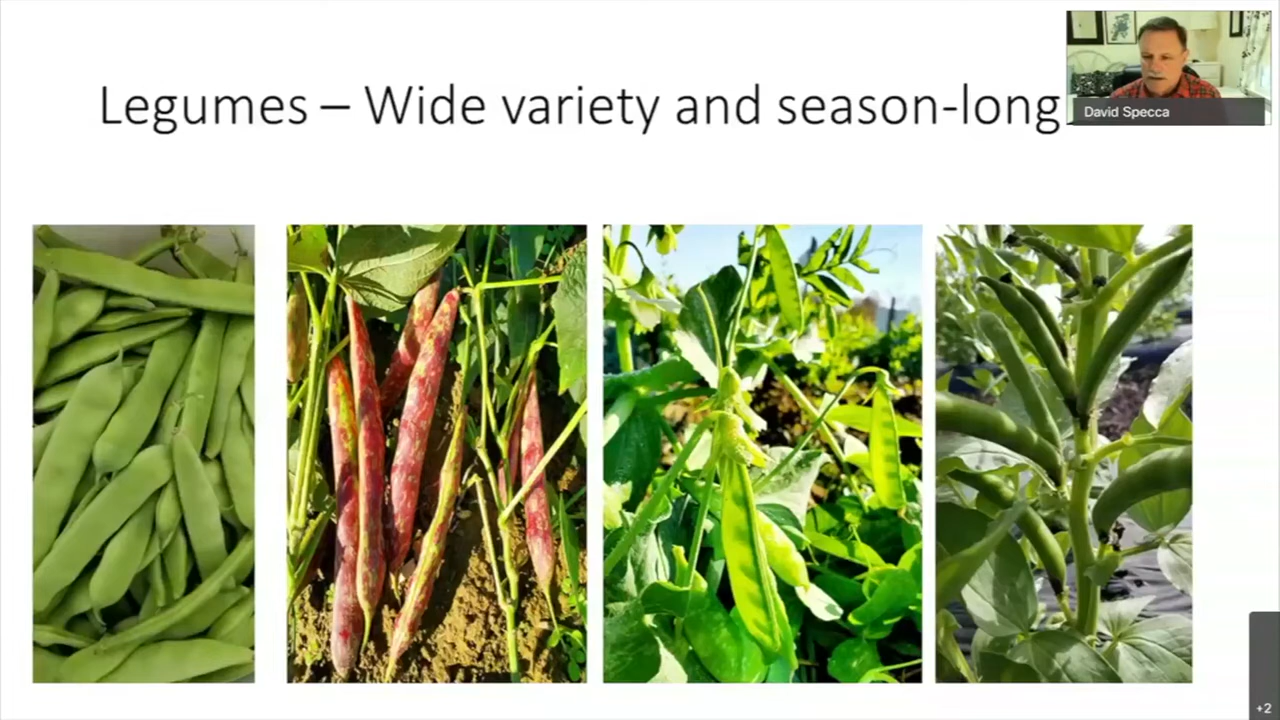 Legumes – Wide variety and season-long
David Specca
+2